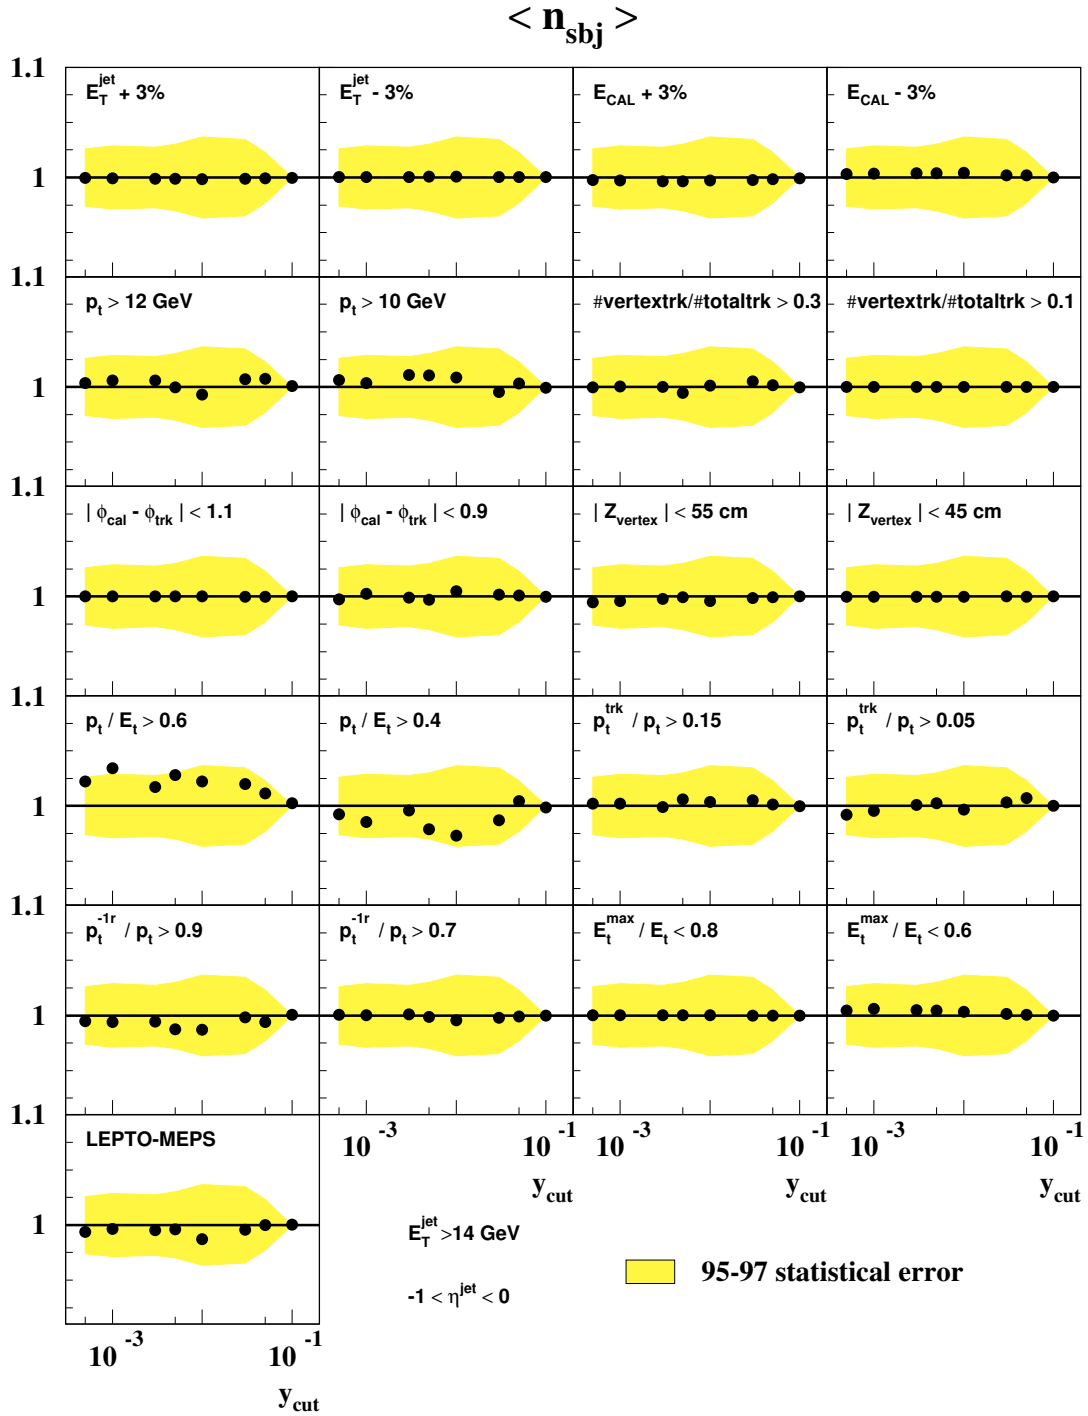 < n_sbj >
1.1
E_T^jet + 3%
E_T^jet - 3%
E_CAL + 3%
E_CAL - 3%
1
1.1
p_t > 12 GeV
p_t > 10 GeV
#vertextrk/#totaltrk > 0.3
#vertextrk/#totaltrk > 0.1
1
1.1
| ϕ_cal - ϕ_trk | < 1.1
| ϕ_cal - ϕ_trk | < 0.9
| Z_vertex | < 55 cm
| Z_vertex | < 45 cm
1
1.1
p_t / E_t > 0.6
p_t / E_t > 0.4
p_t^trk / p_t > 0.15
p_t^trk / p_t > 0.05
1
1.1
p_t^-1r / p_t > 0.9
p_t^-1r / p_t > 0.7
E_t^max / E_t < 0.8
E_t^max / E_t < 0.6
1
1.1
LEPTO-MEPS
10^-3 10^-1
10^-3 10^-1
10^-3 10^-1
y_cut
y_cut
y_cut
1
E_T^jet >14 GeV
-1 < η^jet < 0
95-97 statistical error
10^-3 10^-1
y_cut